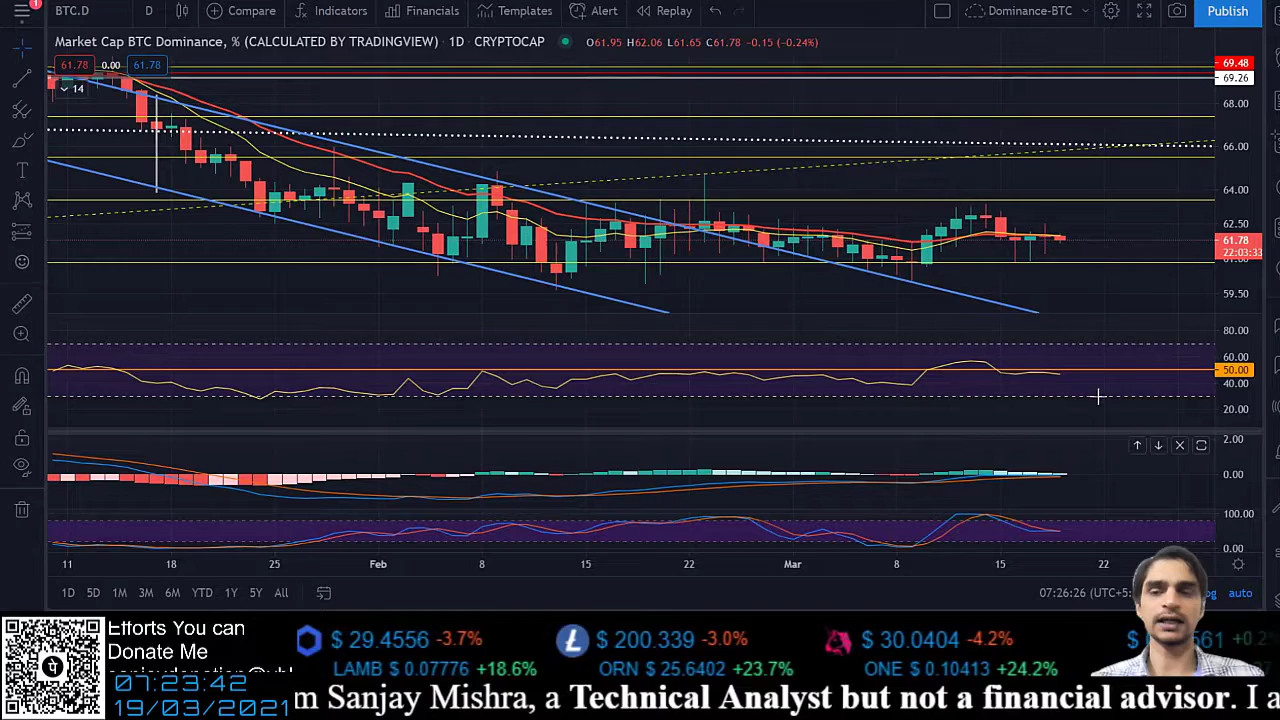 1
BTC.D D Compare Indicators Financials Templates Alert Replay Dominance-BTC Publish
Market Cap BTC Dominance, % (CALCULATED BY TRADINGVIEW) · 1D · CRYPTOCAP O61.95 H62.06 L61.65 C61.78 -0.15 (-0.24%)
61.78 0.00 61.78
14
69.48
69.26
68.00
66.00
64.00
62.50
61.78
22:03:33
61.00
59.50
80.00
60.00
50.00
40.00
20.00
2.00
0.00
100.00
0.00
11 18 25 Feb 8 15 22 Mar 8 15 22
1D 5D 1M 3M 6M YTD 1Y 5Y All 07:26:26 (UTC+5: auto
Efforts You can
Donate Me
07:23:42
19/03/2021
$ 29.4556 -3.7% $ 200.339 -3.0% $ 30.0404 -4.2% +0.2%
LAMB $ 0.07776 +18.6% ORN $ 25.6402 +23.7% ONE $ 0.10413 +24.2%
m Sanjay Mishra, a Technical Analyst but not a financial advisor. I a